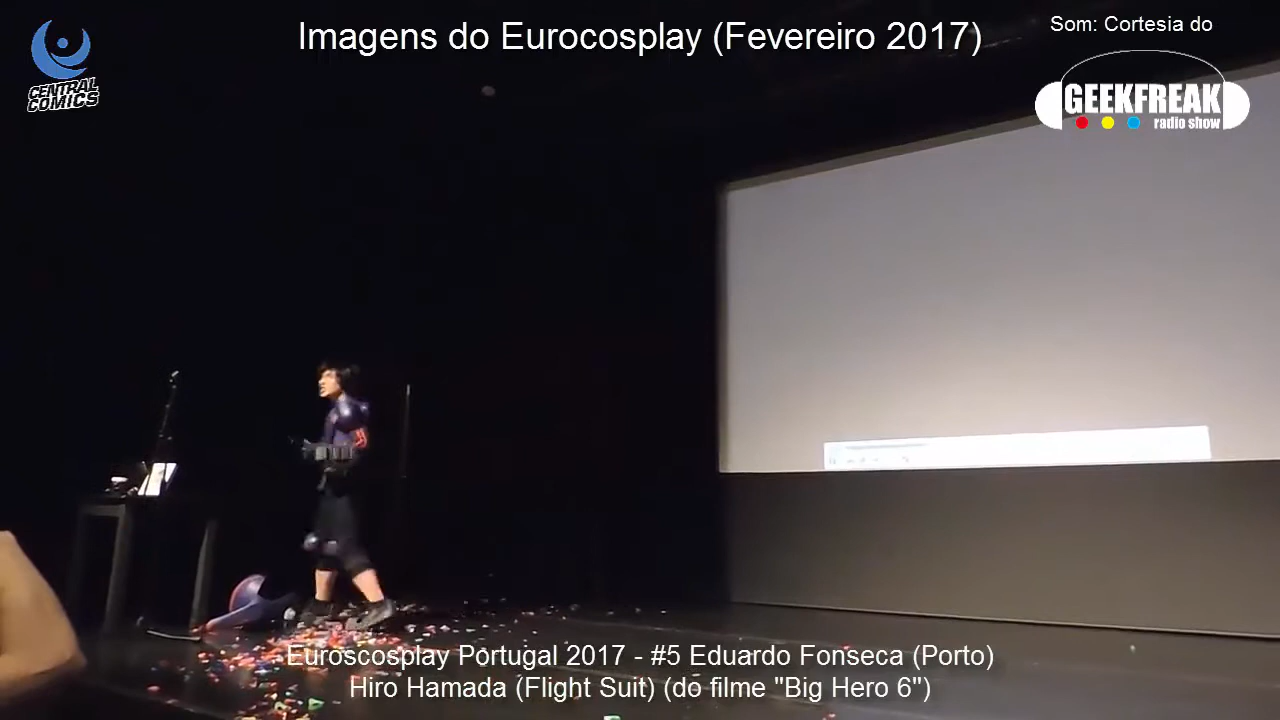 Imagens do Eurocosplay (Fevereiro 2017)
Som: Cortesia do
CENTRAL
COMICS
GEEKFREAK
radio show
Euroscosplay Portugal 2017 - #5 Eduardo Fonseca (Porto)
Hiro Hamada (Flight Suit) (do filme "Big Hero 6")